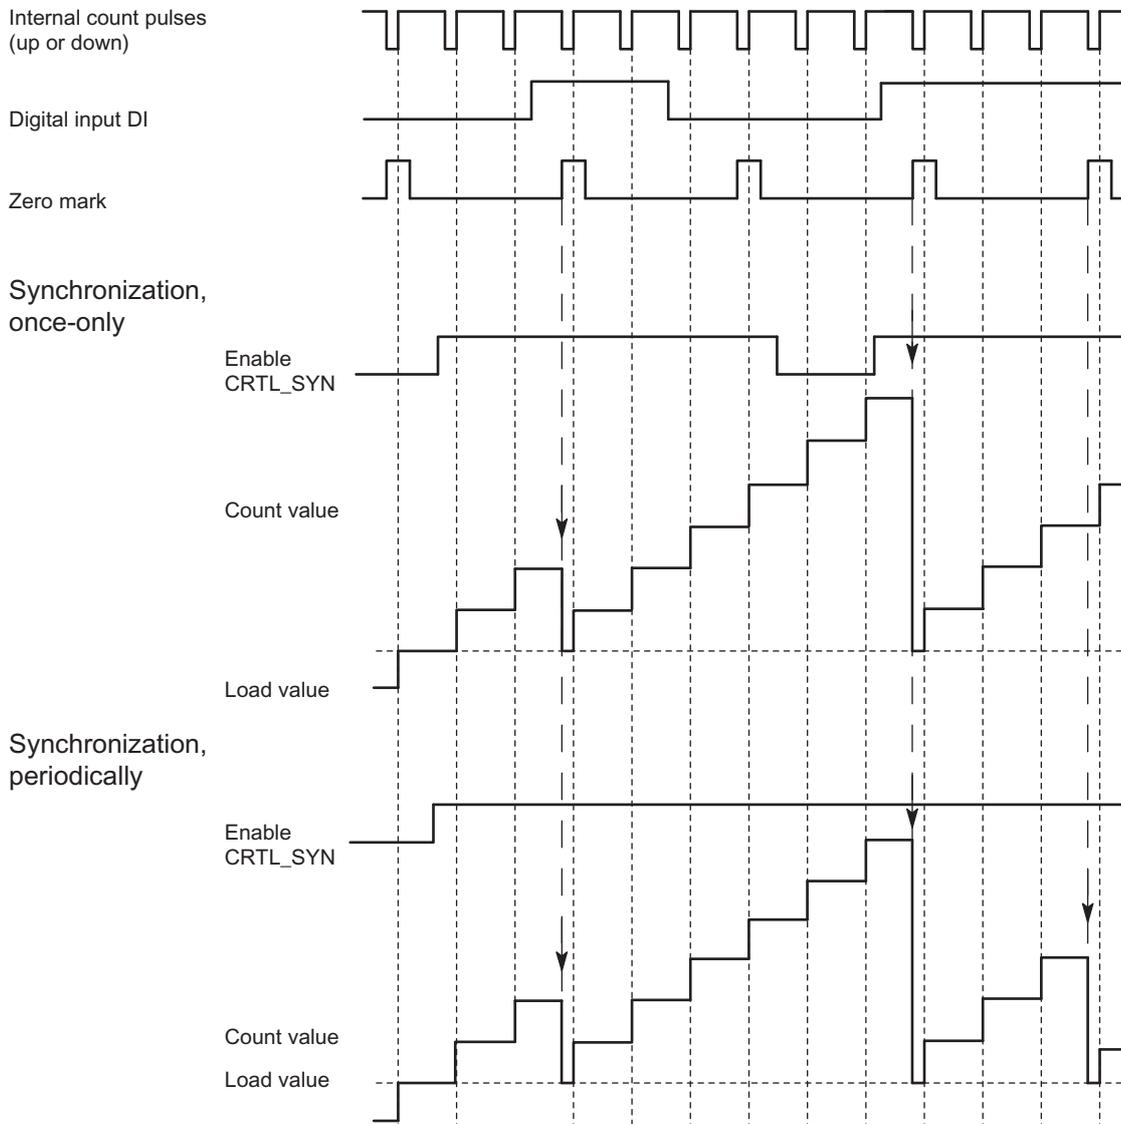 Internal count pulses
(up or down)
Digital input DI
Zero mark
Synchronization,
once-only
Enable
CRTL_SYN
Count value
Load value
Synchronization,
periodically
Enable
CRTL_SYN
Count value
Load value